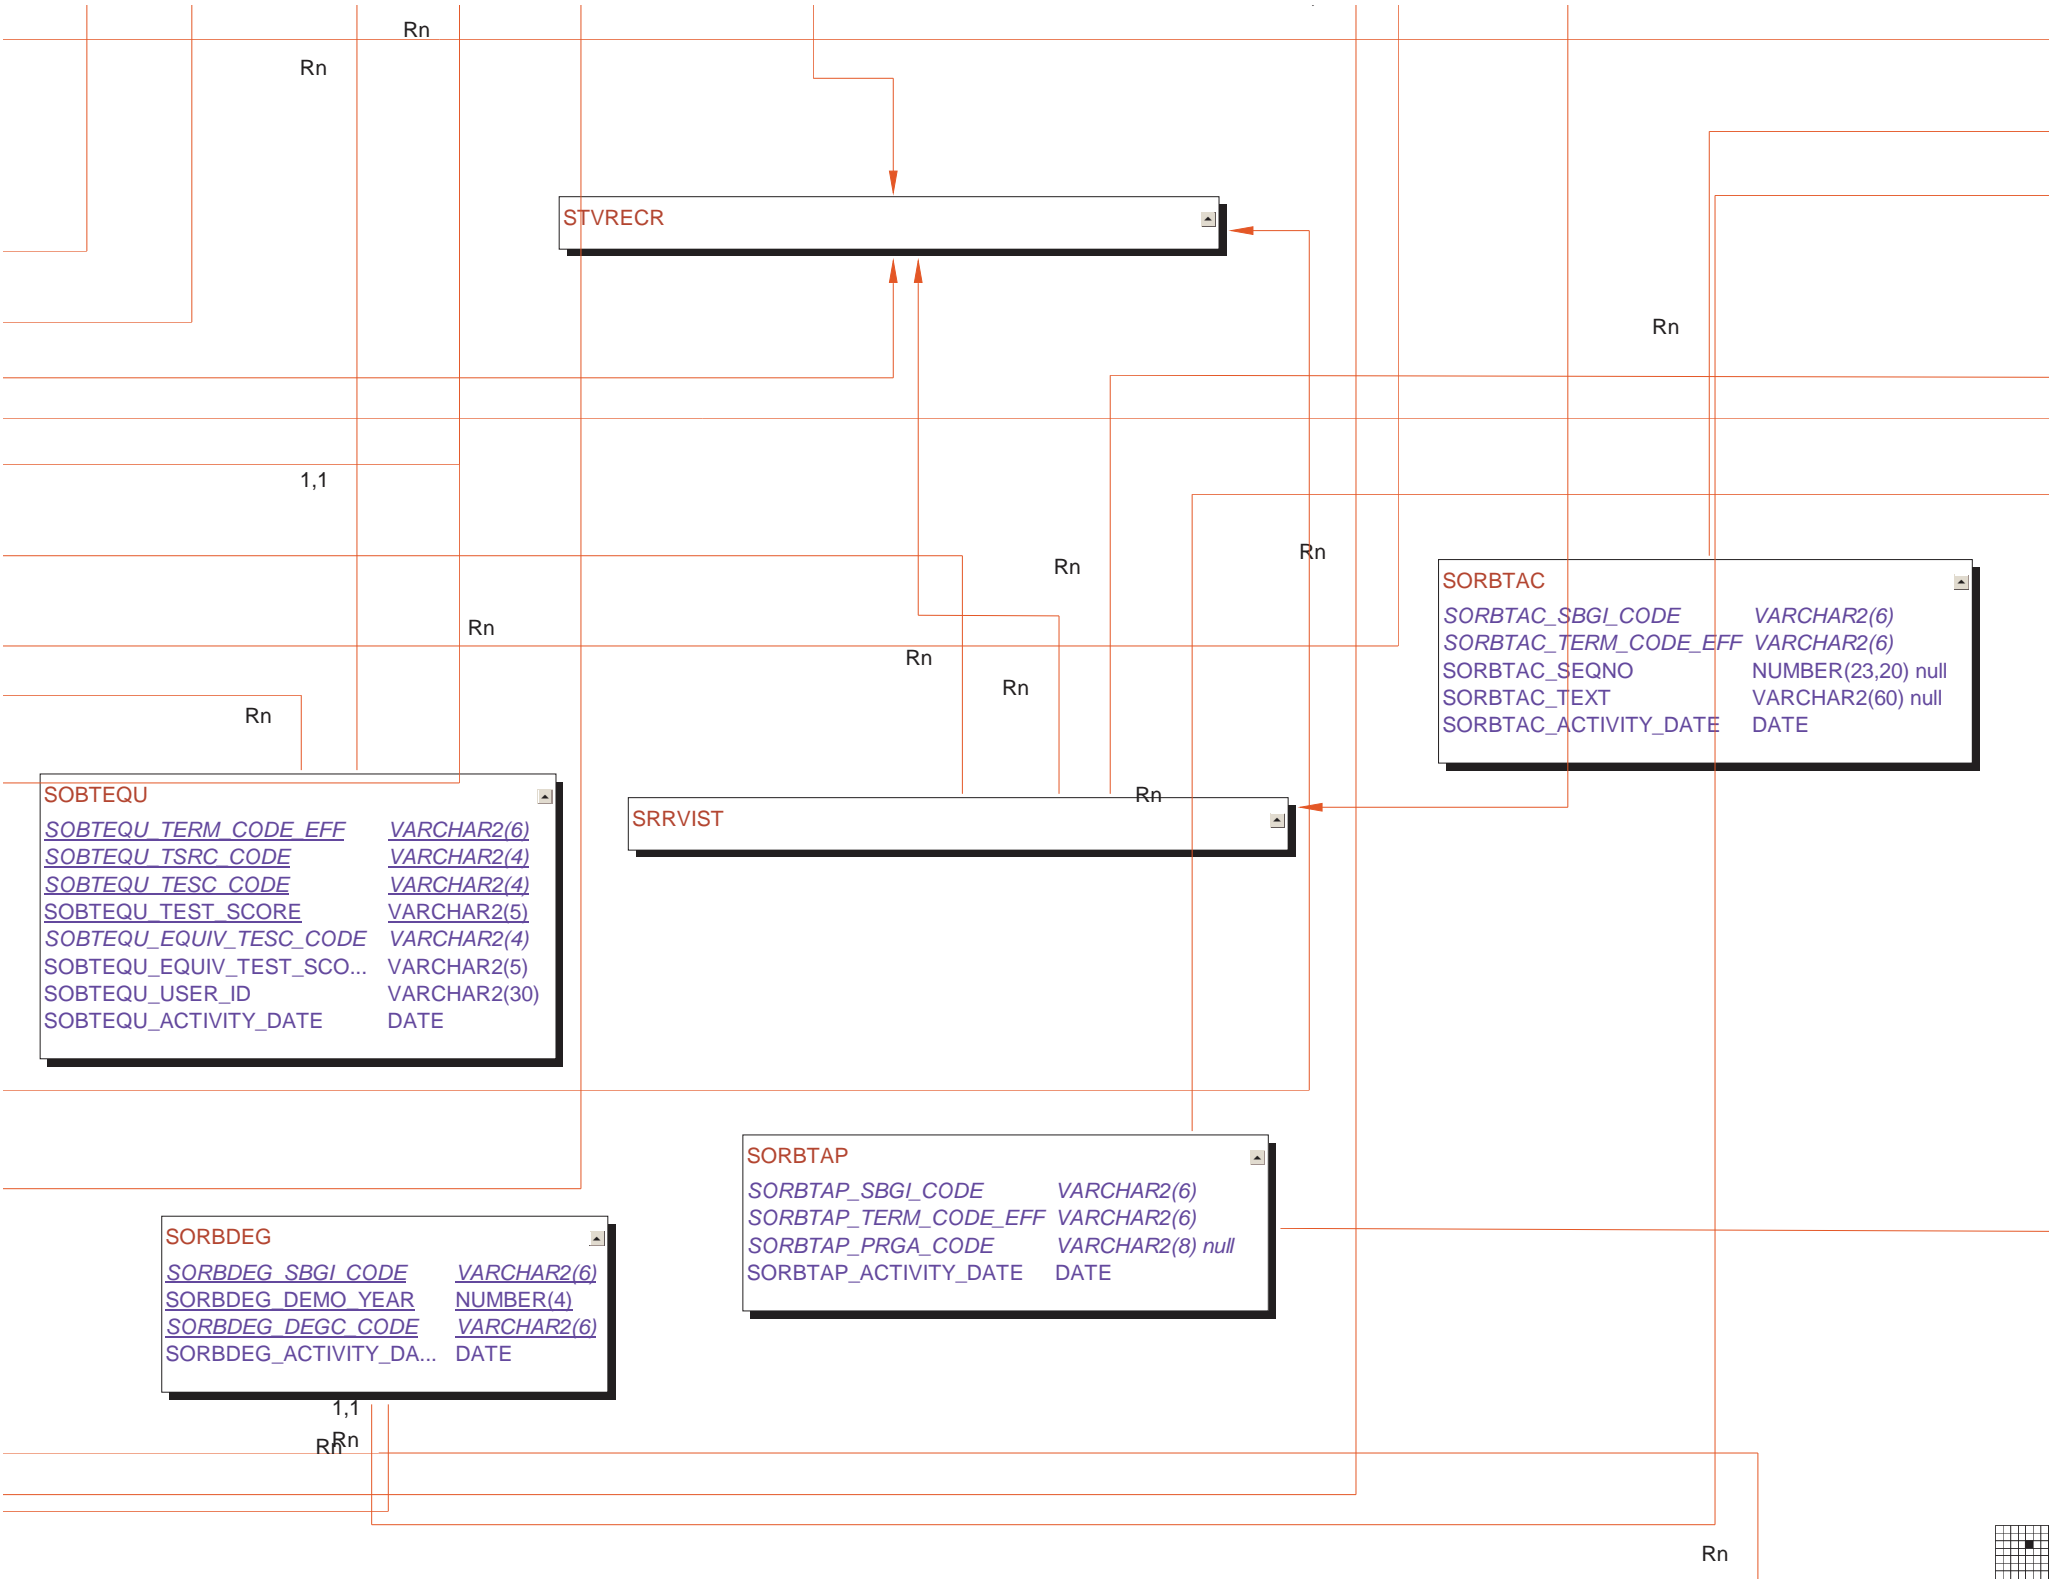 Rn
Rn
STVRECR
Rn
1,1
Rn
Rn
SORBTAC
SORBTAC_SBGI_CODE VARCHAR2(6)
SORBTAC_TERM_CODE_EFF VARCHAR2(6)
SORBTAC_SEQNO NUMBER(23,20) null
SORBTAC_TEXT VARCHAR2(60) null
SORBTAC_ACTIVITY_DATE DATE
Rn
Rn
Rn
Rn
SOBTEQU
SOBTEQU_TERM_CODE_EFF VARCHAR2(6)
SOBTEQU_TSRC_CODE VARCHAR2(4)
SOBTEQU_TESC_CODE VARCHAR2(4)
SOBTEQU_TEST_SCORE VARCHAR2(5)
SOBTEQU_EQUIV_TESC_CODE VARCHAR2(4)
SOBTEQU_EQUIV_TEST_SCO... VARCHAR2(5)
SOBTEQU_USER_ID VARCHAR2(30)
SOBTEQU_ACTIVITY_DATE DATE
Rn
SRRVIST
SORBTAP
SORBTAP_SBGI_CODE VARCHAR2(6)
SORBTAP_TERM_CODE_EFF VARCHAR2(6)
SORBTAP_PRGA_CODE VARCHAR2(8) null
SORBTAP_ACTIVITY_DATE DATE
SORBDEG
SORBDEG_SBGI_CODE VARCHAR2(6)
SORBDEG_DEMO_YEAR NUMBER(4)
SORBDEG_DEGC_CODE VARCHAR2(6)
SORBDEG_ACTIVITY_DA... DATE
1,1
Rn
Rn
Rn